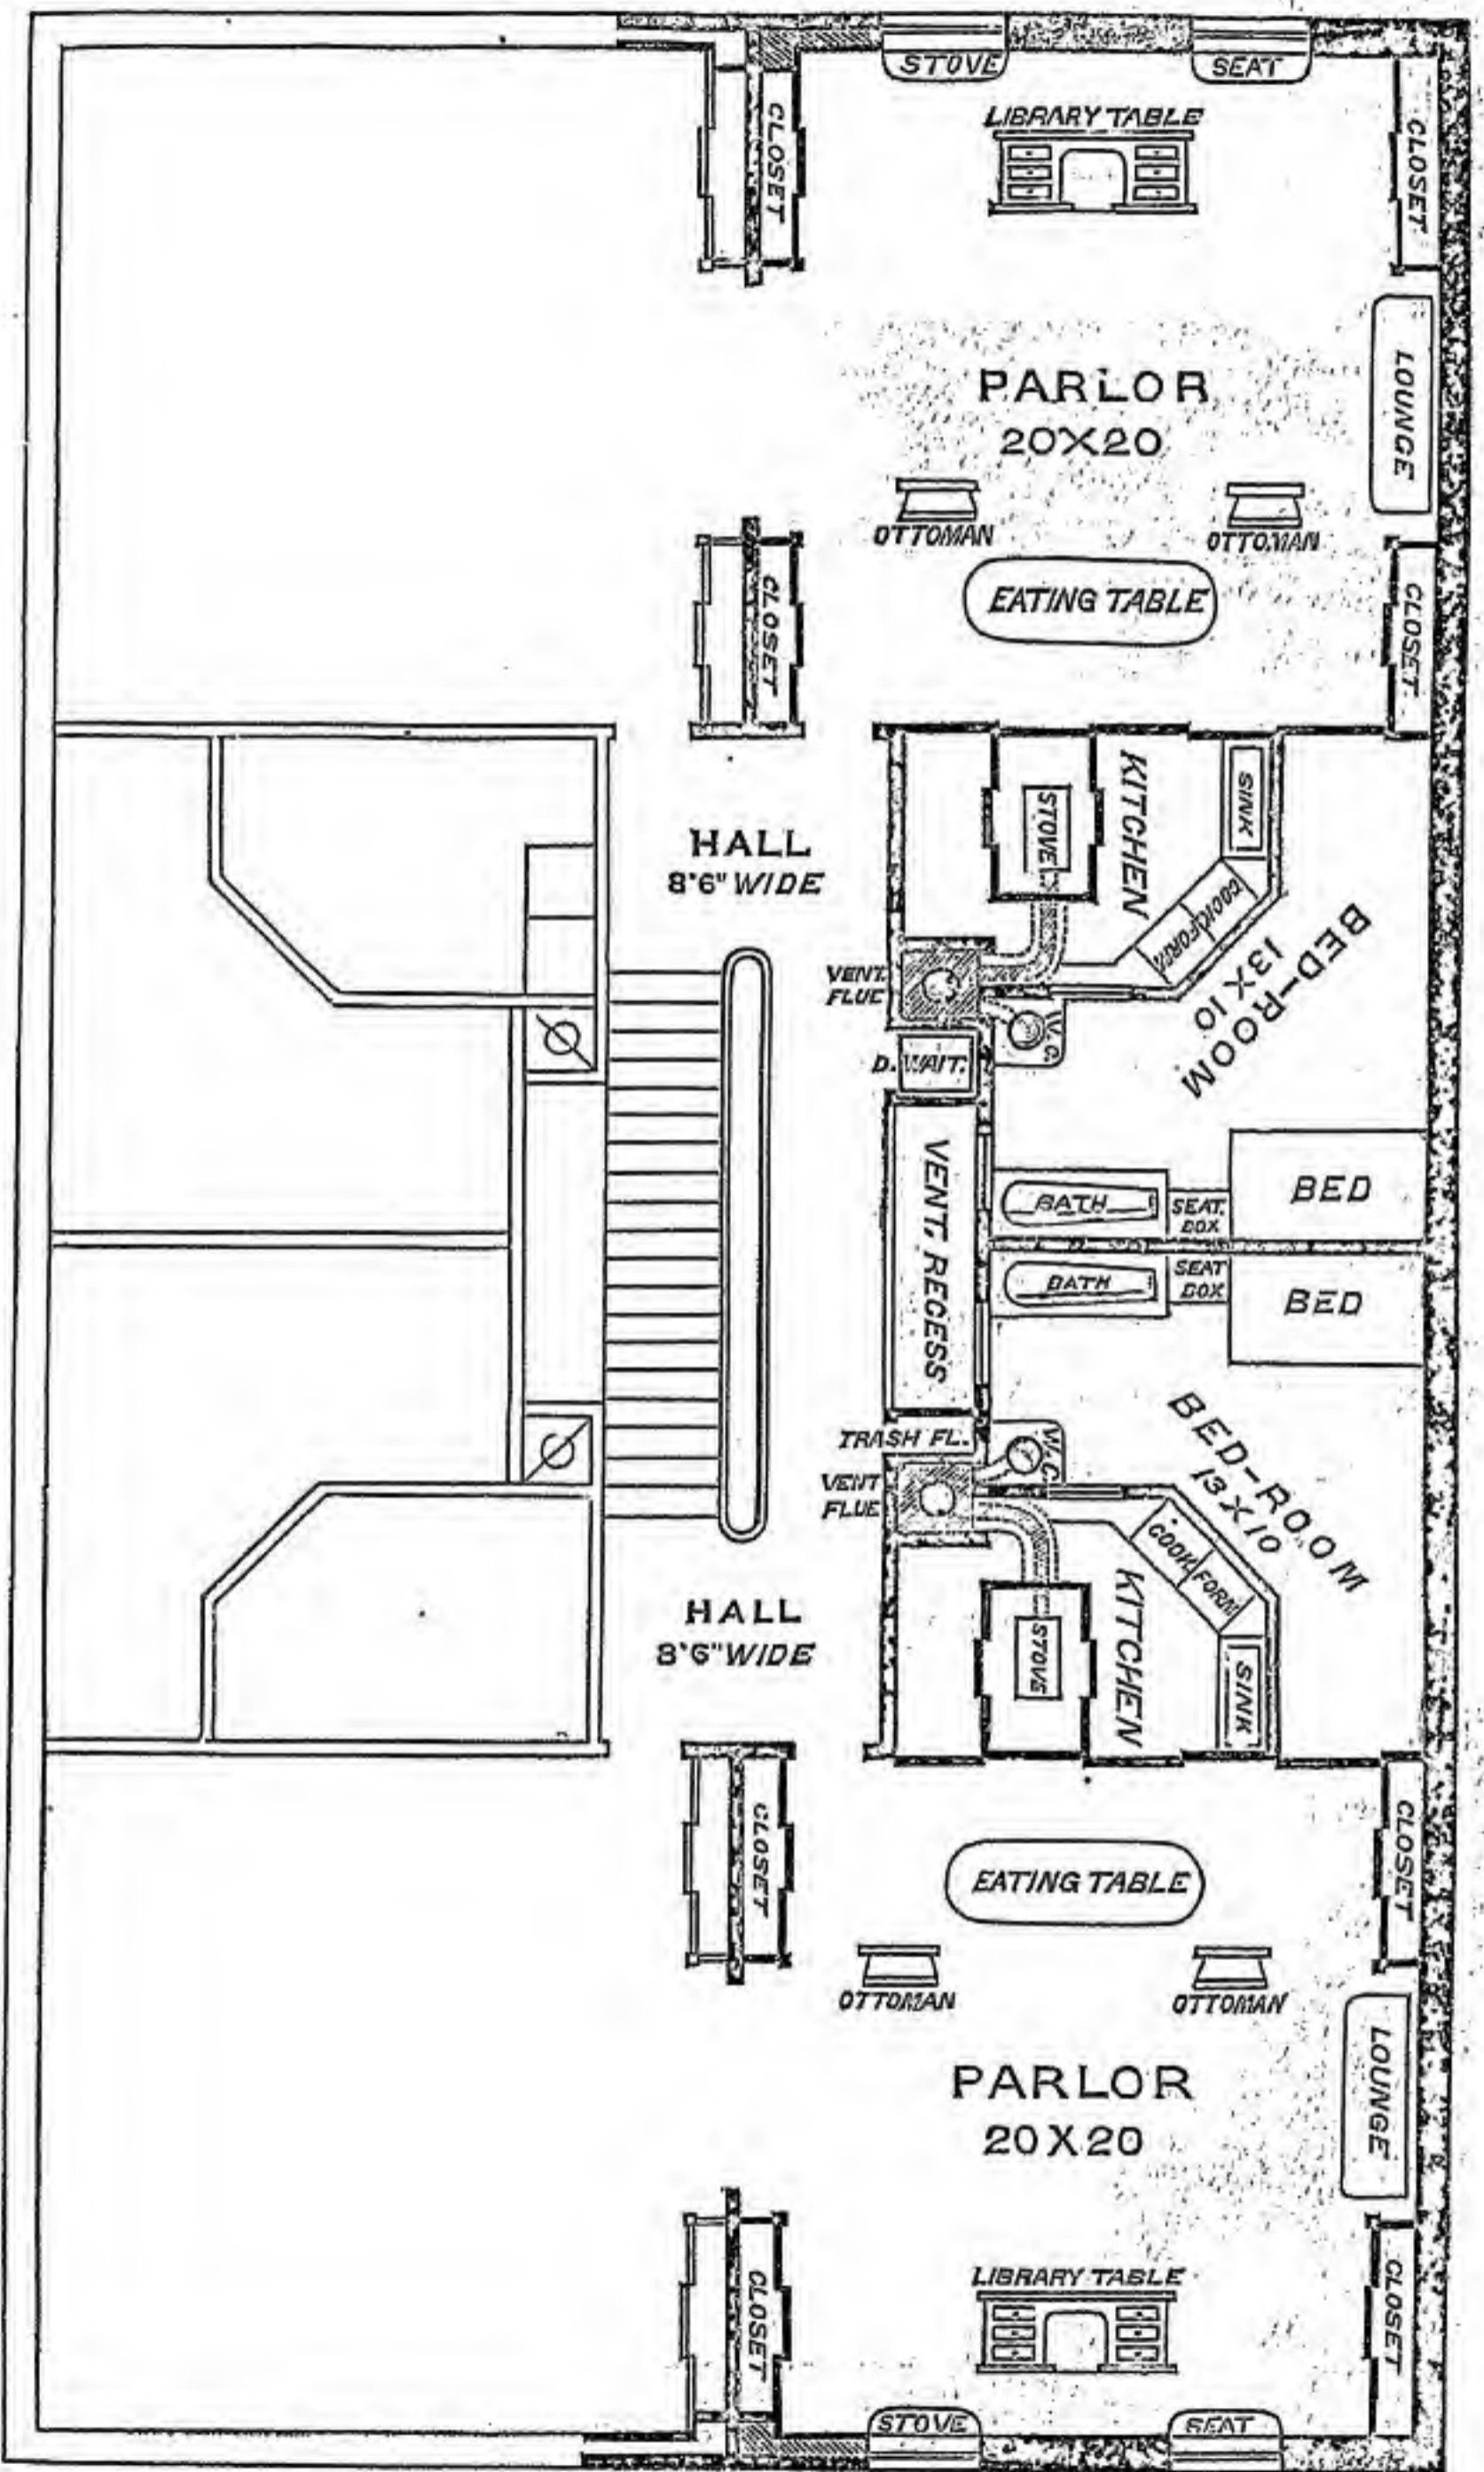 STOVE
SEAT
CLOSET
LIBRARY TABLE
CLOSET
LOUNGE
PARLOR
20X20
OTTOMAN
OTTOMAN
CLOSET
EATING TABLE
CLOSET
KITCHEN
STOVE
SINK
HALL
8'6" WIDE
COOK FORM
BED-ROOM
13X10
VENT.
FLUE
W.C.
D. WAIT.
VENT. RECESS
BATH
SEAT.
BOX
BED
BATH
SEAT
BOX
BED
TRASH FL.
W.C.
VENT
FLUE
BED-ROOM
13X10
COOK FORM
HALL
8'6" WIDE
KITCHEN
STOVE
SINK
CLOSET
EATING TABLE
CLOSET
OTTOMAN
OTTOMAN
LOUNGE
PARLOR
20X20
LIBRARY TABLE
CLOSET
CLOSET
STOVE
SEAT